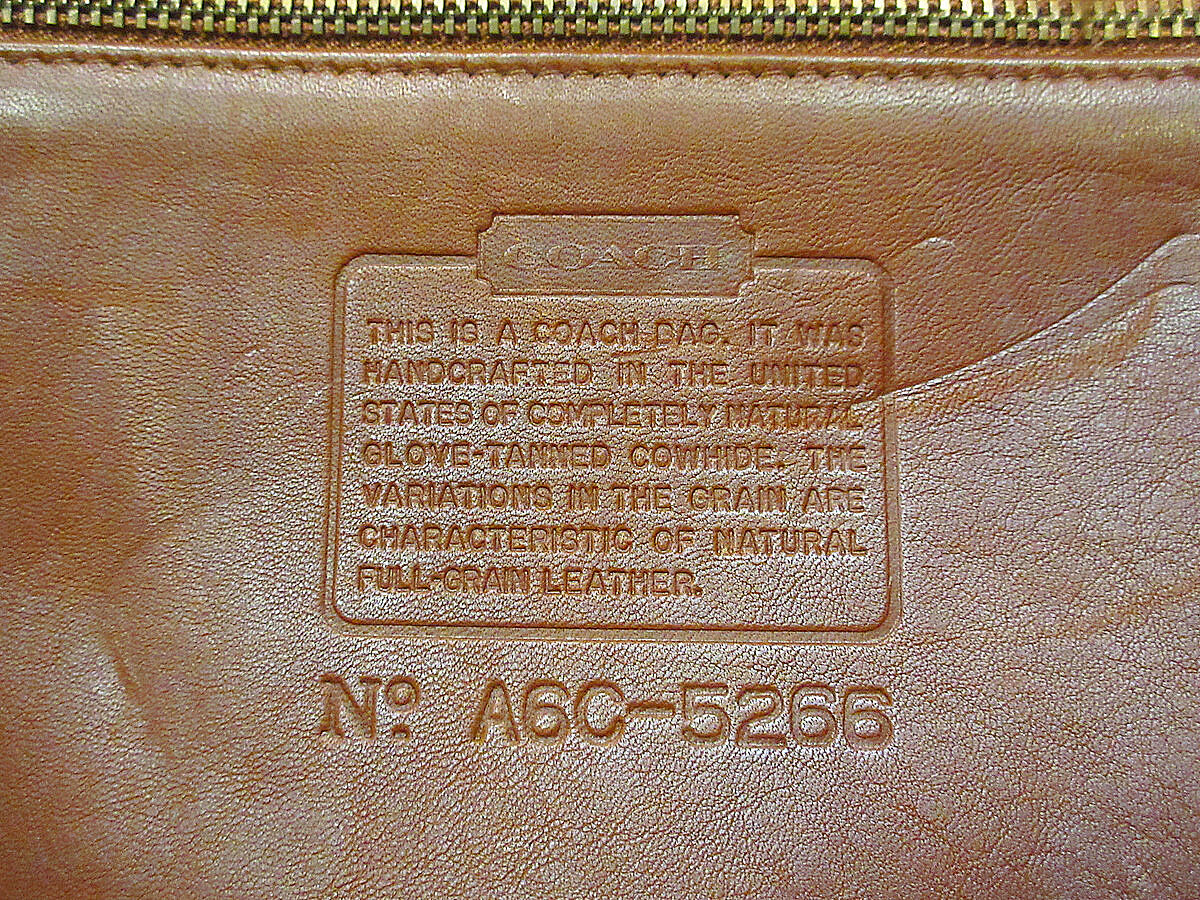 COACH
THIS IS A COACH BAG. IT WAS
HANDCRAFTED IN THE UNITED
STATES OF COMPLETELY NATURAL
GLOVE-TANNED COWHIDE. THE
VARIATIONS IN THE GRAIN ARE
CHARACTERISTIC OF NATURAL
FULL-GRAIN LEATHER.
Nº A6C-5266